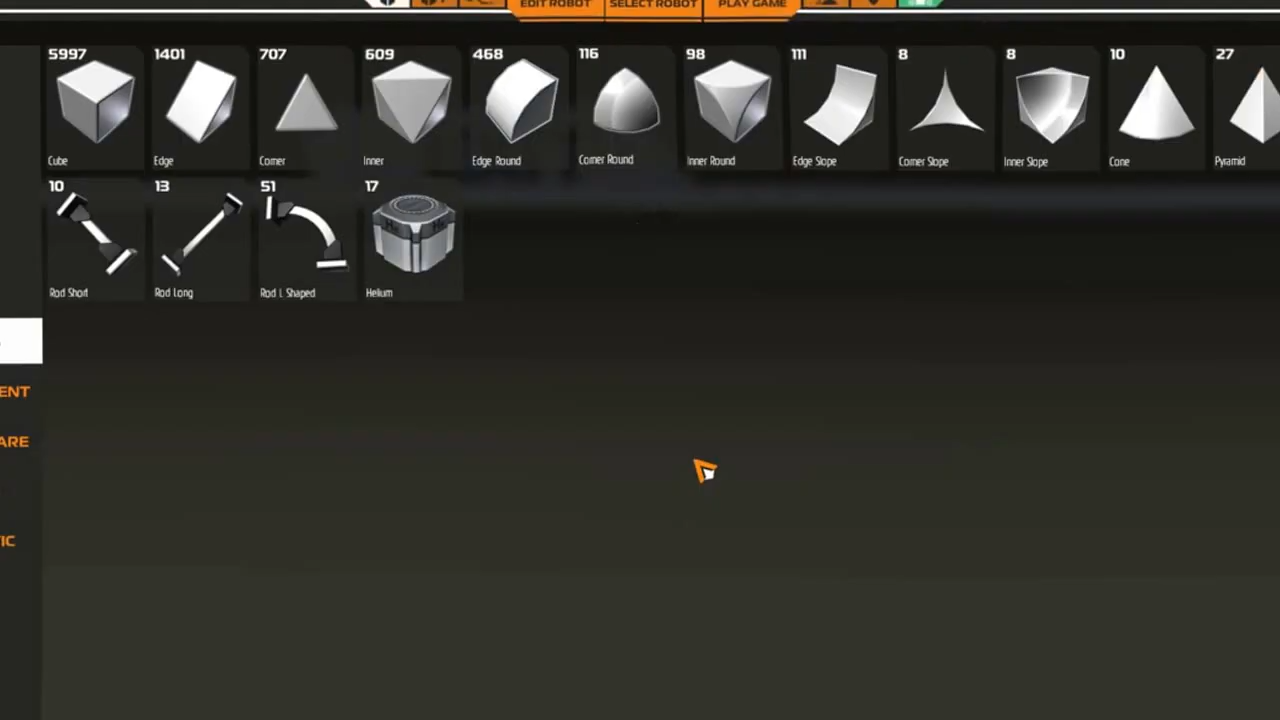 EDIT ROBOT SELECT ROBOT PLAY GAME
5997 1401 707 609 468 116 98 111 8 8 10 27
Cube Edge Corner Inner Edge Round Corner Round Inner Round Edge Slope Corner Slope Inner Slope Cone Pyramid
10 13 51 17
Rod Short Rod Long Rod L Shaped Helium
ENT
ARE
IC